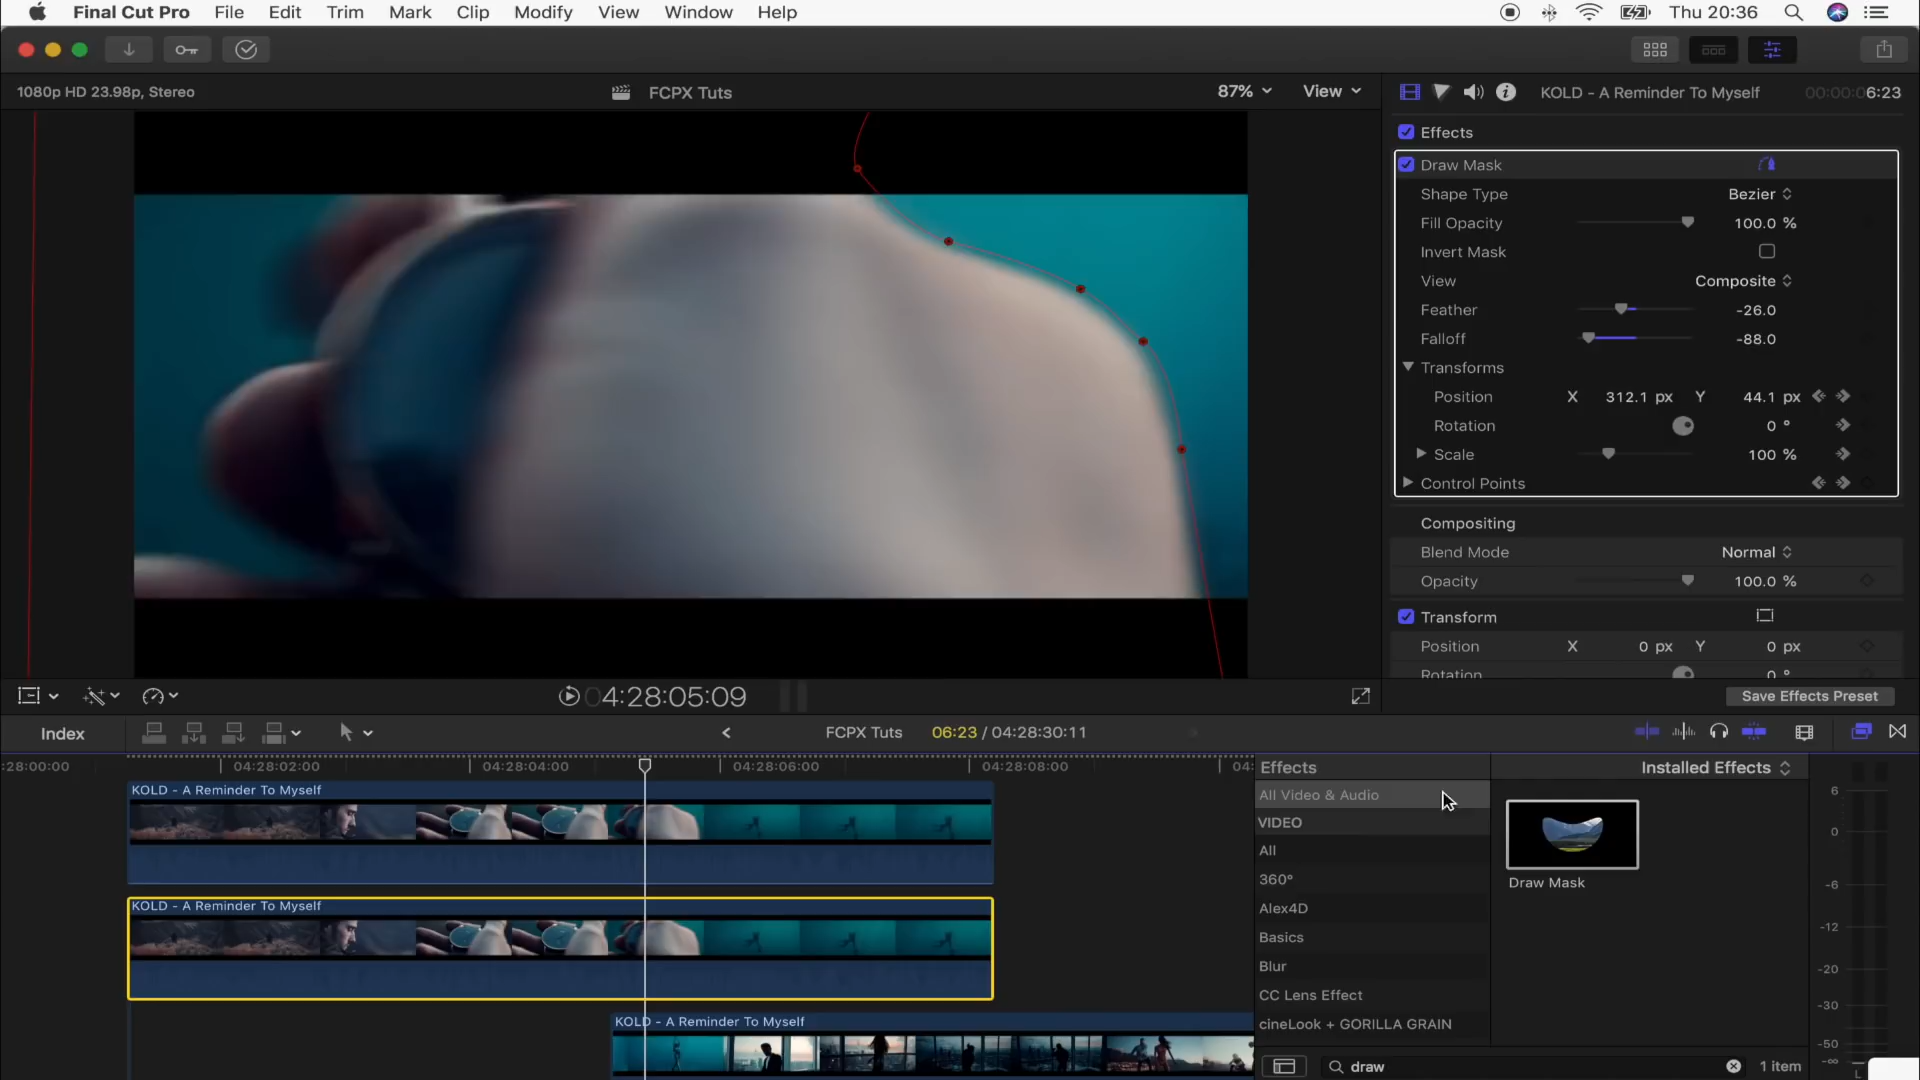 Final Cut Pro File Edit Trim Mark Clip Modify View Window Help Thu 20:36
1080p HD 23.98p, Stereo FCPX Tuts 87% View KOLD - A Reminder To Myself 00:00:06:23
Effects
Draw Mask
Shape Type Bezier
Fill Opacity 100.0 %
Invert Mask
View Composite
Feather -26.0
Falloff -88.0
Transforms
Position X 312.1 px Y 44.1 px
Rotation 0 °
Scale 100 %
Control Points
Compositing
Blend Mode Normal
Opacity 100.0 %
Transform
Position X 0 px Y 0 px
Rotation 0 °
04:28:05:09 Save Effects Preset
Index FCPX Tuts 06:23 / 04:28:30:11
:28:00:00 04:28:02:00 04:28:04:00 04:28:06:00 04:28:08:00 04:
Effects Installed Effects
KOLD - A Reminder To Myself
All Video & Audio
VIDEO
All
360°
Draw Mask
Alex4D
KOLD - A Reminder To Myself
Basics
Blur
CC Lens Effect
KOLD - A Reminder To Myself
cineLook + GORILLA GRAIN
draw 1 item
6
0
-6
-12
-20
-30
-50
-∞
L